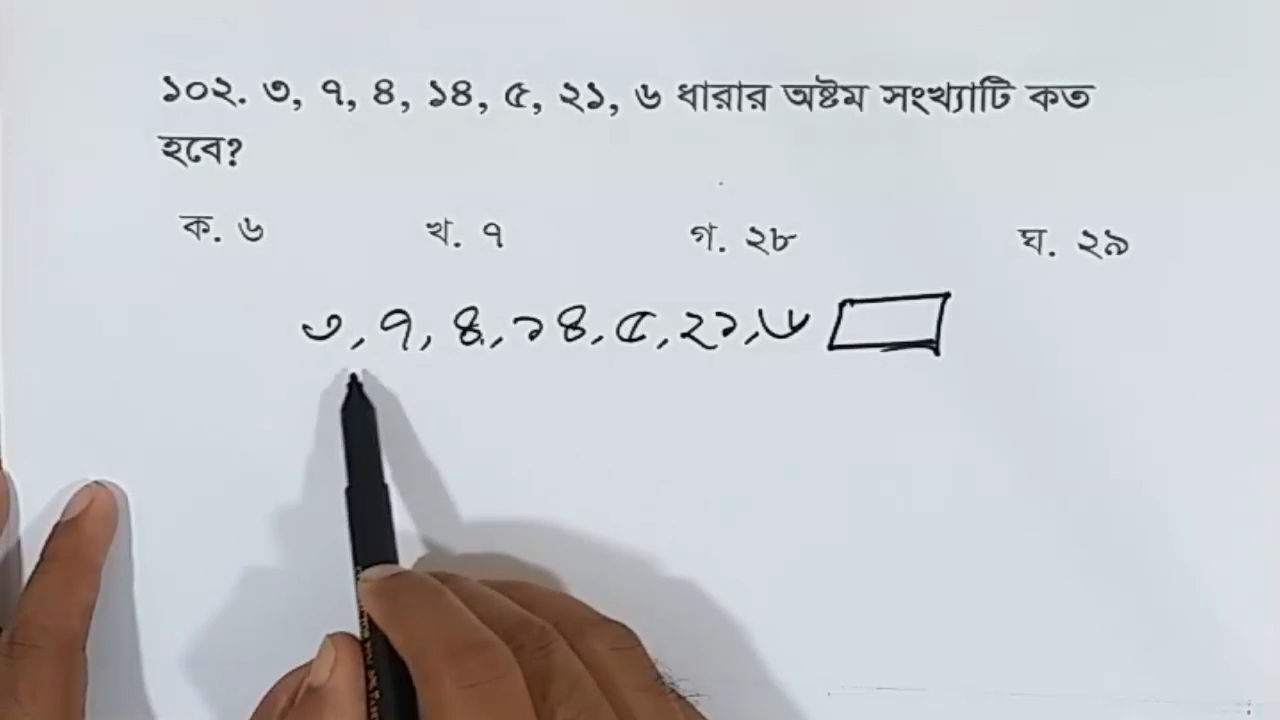 ১০২. ৩, ৭, ৪, ১৪, ৫, ২১, ৬ ধারার অষ্টম সংখ্যাটি কত
হবে?
ক. ৬ খ. ৭ গ. ২৮ ঘ. ২৯
৩, ৭, ৪, ১৪, ৫, ২১, ৬